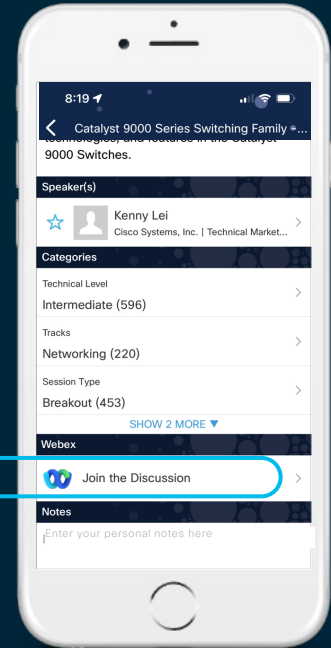 8:19
Catalyst 9000 Series Switching Family ...
technologies, and features in the Catalyst
9000 Switches.
Speaker(s)
Kenny Lei
Cisco Systems, Inc. | Technical Market...
Categories
Technical Level
Intermediate (596)
Tracks
Networking (220)
Session Type
Breakout (453)
SHOW 2 MORE ▼
Webex
Join the Discussion
Notes
Enter your personal notes here